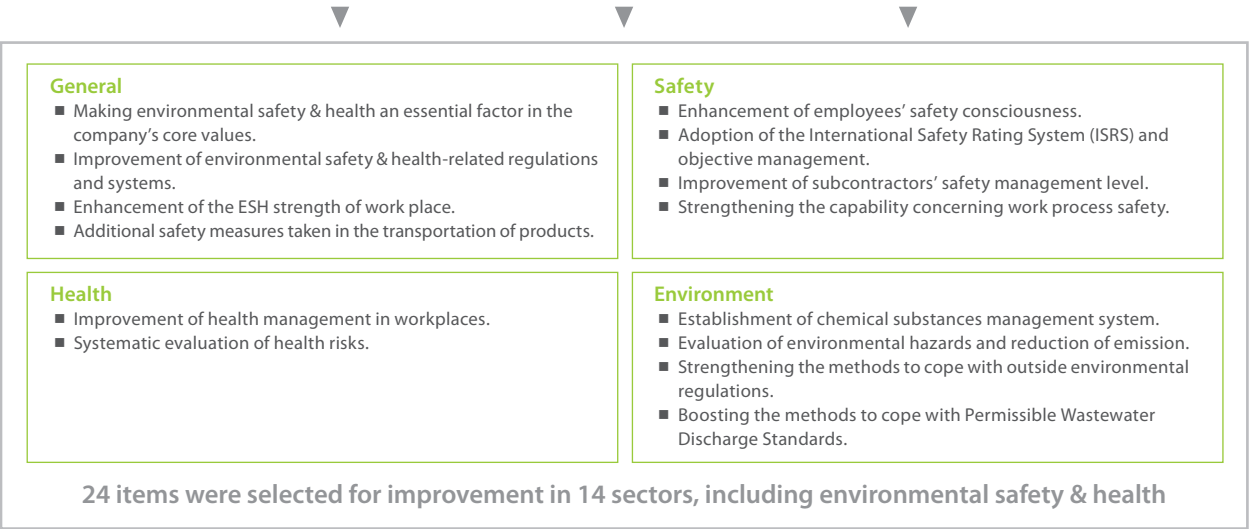 General
■ Making environmental safety & health an essential factor in the
company’s core values.
■ Improvement of environmental safety & health-related regulations
and systems.
■ Enhancement of the ESH strength of work place.
■ Additional safety measures taken in the transportation of products.
Safety
■ Enhancement of employees’ safety consciousness.
■ Adoption of the International Safety Rating System (ISRS) and
objective management.
■ Improvement of subcontractors’ safety management level.
■ Strengthening the capability concerning work process safety.
Health
■ Improvement of health management in workplaces.
■ Systematic evaluation of health risks.
Environment
■ Establishment of chemical substances management system.
■ Evaluation of environmental hazards and reduction of emission.
■ Strengthening the methods to cope with outside environmental
regulations.
■ Boosting the methods to cope with Permissible Wastewater
Discharge Standards.
24 items were selected for improvement in 14 sectors, including environmental safety & health